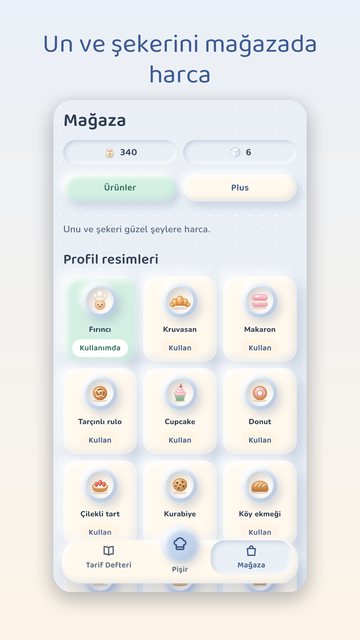 Un ve şekerini mağazada
harca
Mağaza
340
6
Ürünler
Plus
Unu ve şekeri güzel şeylere harca.
Profil resimleri
Fırıncı
Kruvasan
Makaron
Kullanımda
Kullan
Kullan
Tarçınlı rulo
Cupcake
Donut
Kullan
Kullan
Kullan
Çilekli tart
Kurabiye
Köy ekmeği
Kullan
Kullan
Tarif Defteri
Pişir
Mağaza